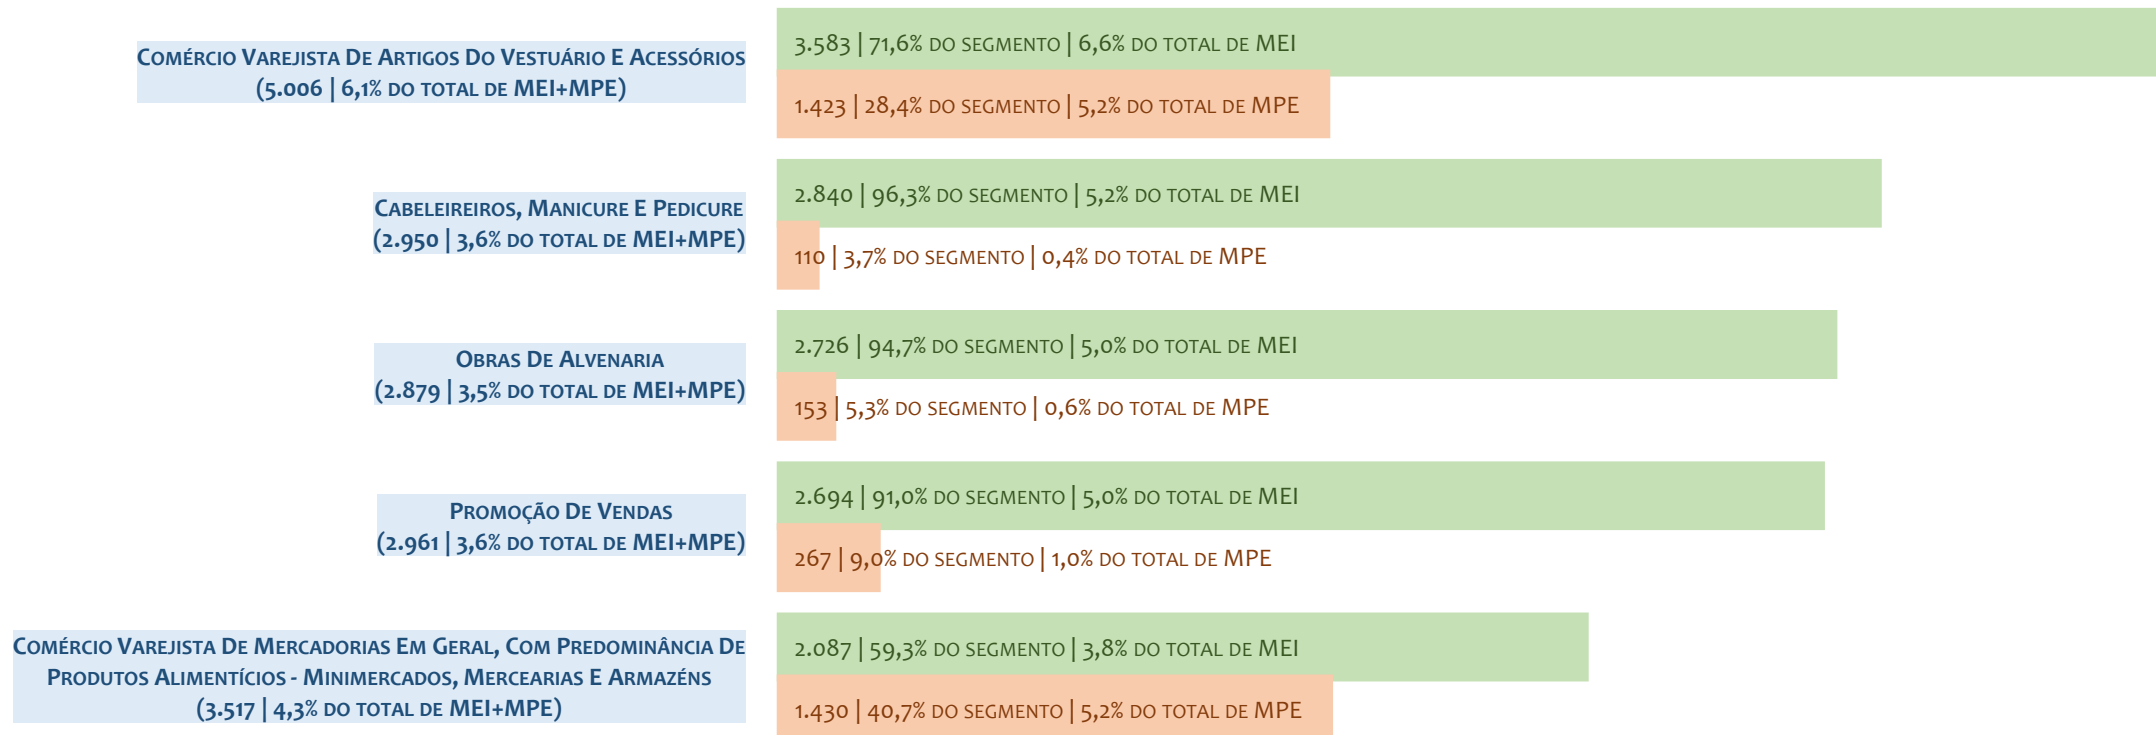 Comércio Varejista De Artigos Do Vestuário E Acessórios
(5.006 | 6,1% do total de MEI+MPE)
3.583 | 71,6% do segmento | 6,6% do total de MEI
1.423 | 28,4% do segmento | 5,2% do total de MPE
Cabeleireiros, Manicure E Pedicure
(2.950 | 3,6% do total de MEI+MPE)
2.840 | 96,3% do segmento | 5,2% do total de MEI
110 | 3,7% do segmento | 0,4% do total de MPE
Obras De Alvenaria
(2.879 | 3,5% do total de MEI+MPE)
2.726 | 94,7% do segmento | 5,0% do total de MEI
153 | 5,3% do segmento | 0,6% do total de MPE
Promoção De Vendas
(2.961 | 3,6% do total de MEI+MPE)
2.694 | 91,0% do segmento | 5,0% do total de MEI
267 | 9,0% do segmento | 1,0% do total de MPE
Comércio Varejista De Mercadorias Em Geral, Com Predominância De
Produtos Alimentícios - Minimercados, Mercearias E Armazéns
(3.517 | 4,3% do total de MEI+MPE)
2.087 | 59,3% do segmento | 3,8% do total de MEI
1.430 | 40,7% do segmento | 5,2% do total de MPE